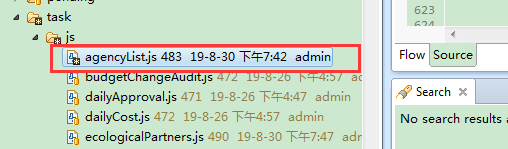 pending
task
js
agencyList.js 483 19-8-30 下午7:42 admin
budgetChangeAudit.js 472 19-8-26 下午4:57
dailyApproval.js 471 19-8-26 下午4:47 admin
dailyCost.js 467 19-8-26 下午4:57 admin
ecologicalPartners.js 490 19-8-30 下午7:47 admin
623
624
Flow Source
Search
No search results a